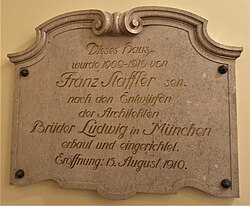 Dieses Haus
wurde 1909-1910 von
Franz Staffler sen.
nach den Entwürfen
der Architekten
Brüder Ludwig in München
erbaut und eingerichtet.
Eröffnung: 15. August 1910.